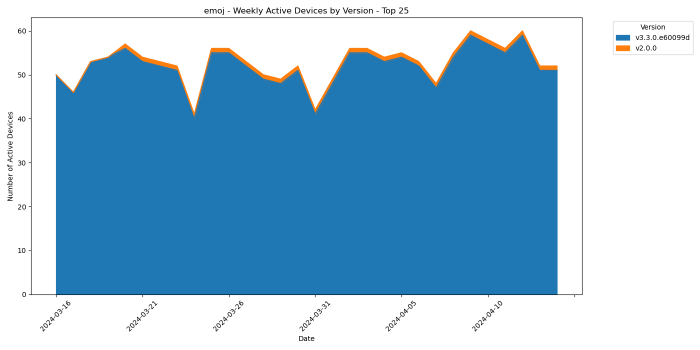 emoj - Weekly Active Devices by Version - Top 25
Number of Active Devices
60
50
40
30
20
10
0
2024-03-16
2024-03-21
2024-03-26
2024-03-31
2024-04-05
2024-04-10
Date
Version
v3.3.0.e60099d
v2.0.0